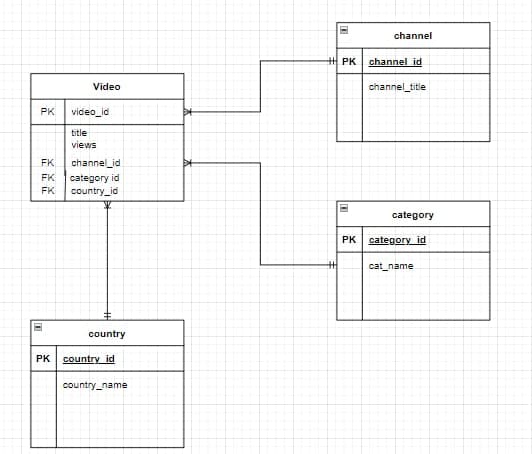 channel
PK channel_id
channel_title
Video
PK video_id
title
views
FK channel_id
FK category id
FK country_id
category
PK category_id
cat_name
country
PK country_id
country_name